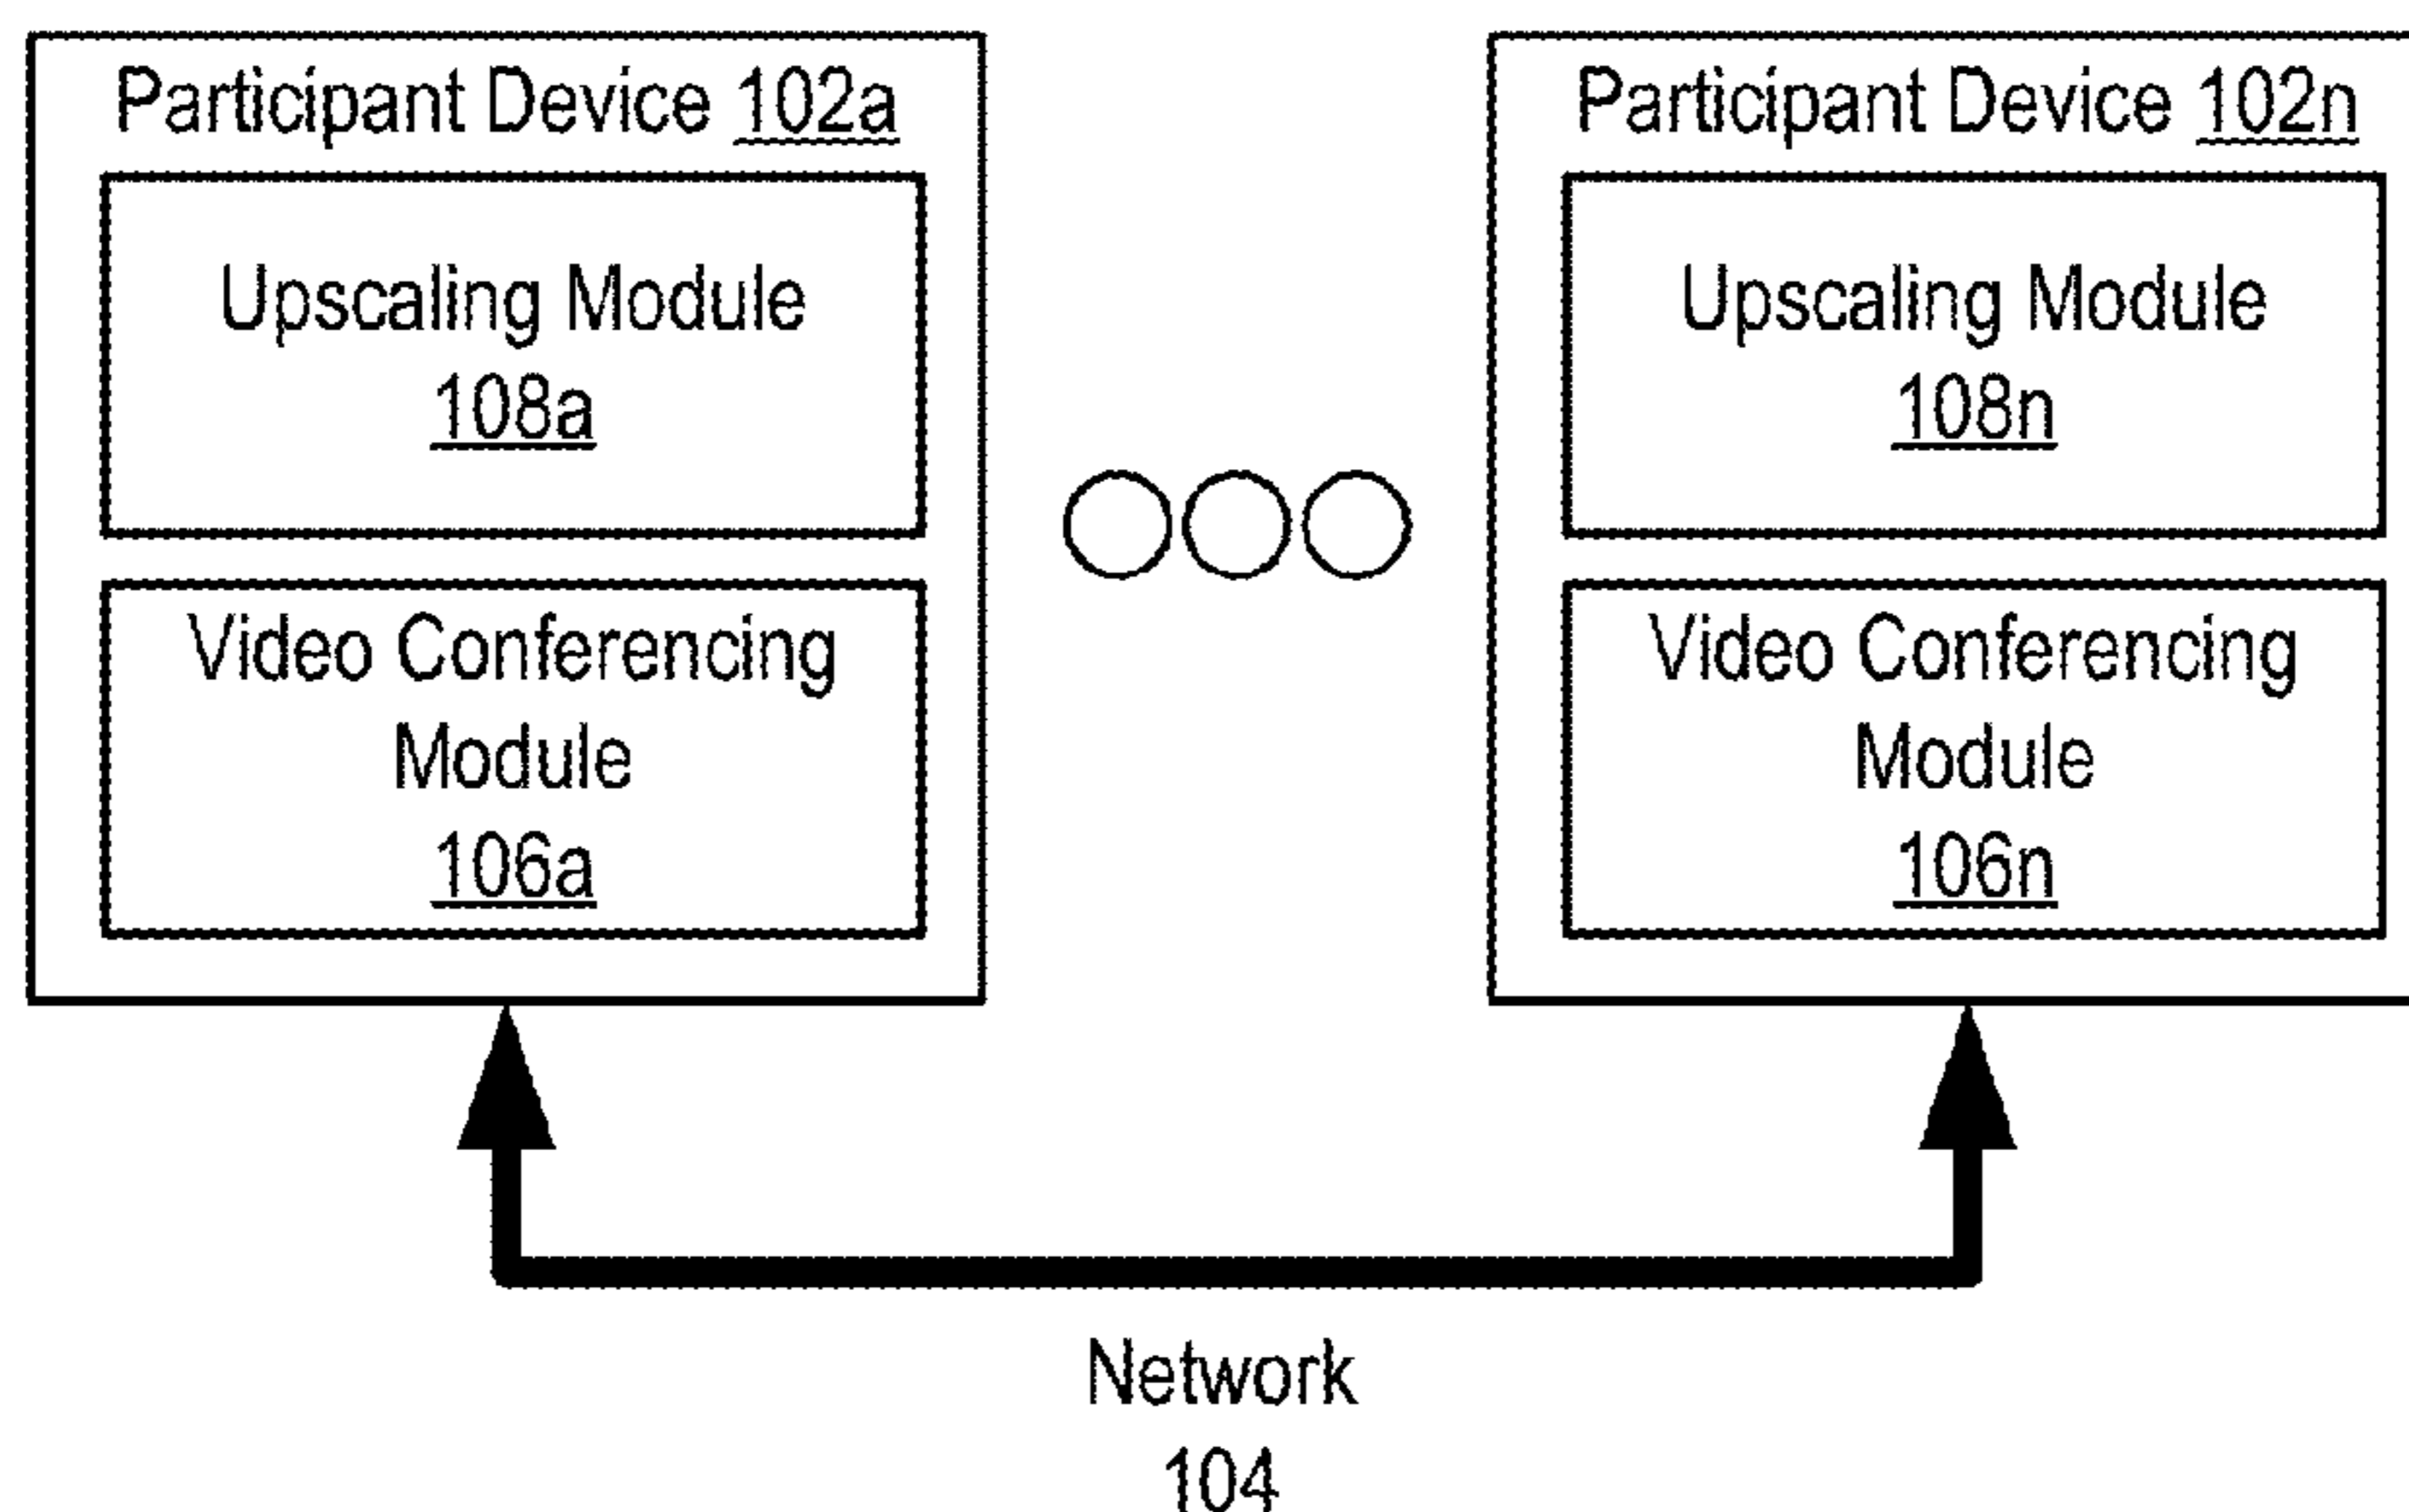 Participant Device 102a
Upscaling Module
108a
Video Conferencing
Module
106a
Participant Device 102n
Upscaling Module
108n
Video Conferencing
Module
106n
Network
104